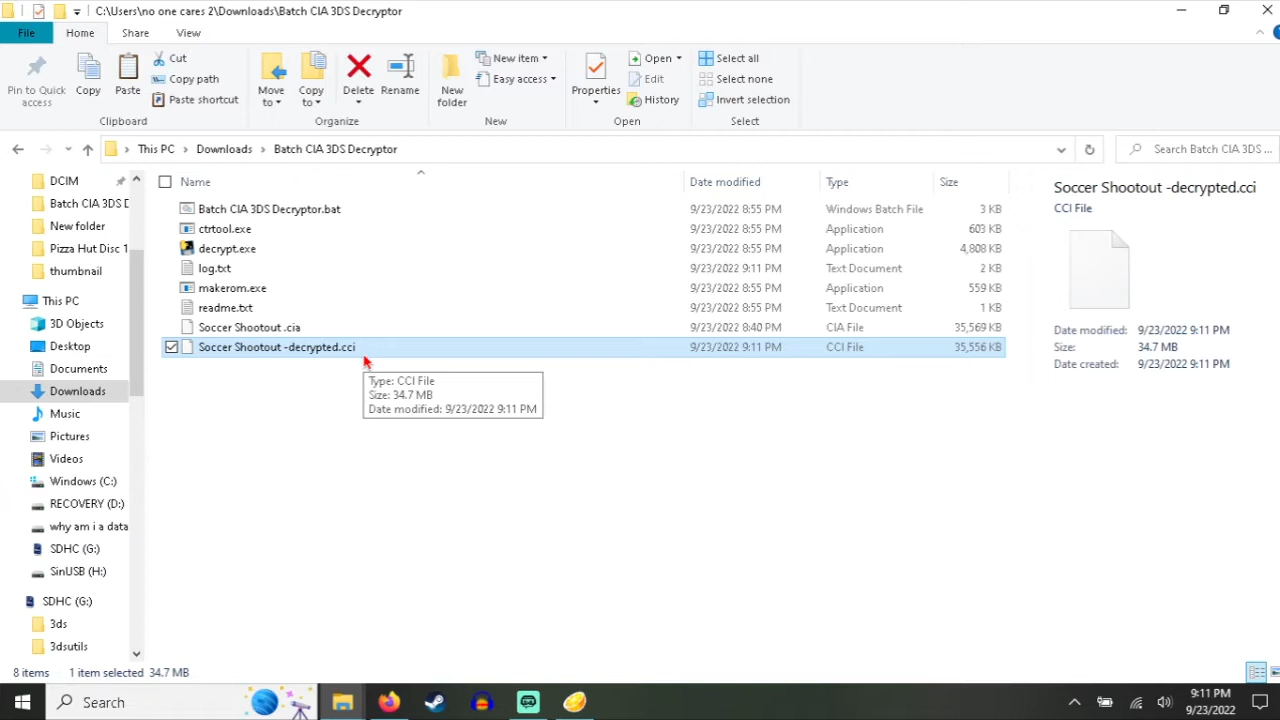 C:\Users\no one cares 2\Downloads\Batch CIA 3DS Decryptor
File Home Share View
Pin to Quick access
Copy
Paste
Cut
Copy path
Paste shortcut
Clipboard
Move to
Copy to
Delete
Rename
Organize
New folder
New item
Easy access
New
Properties
Open
Edit
History
Open
Select all
Select none
Invert selection
Select
This PC Downloads Batch CIA 3DS Decryptor
Search Batch CIA 3DS ...
DCIM
Batch CIA 3DS D
New folder
Pizza Hut Disc 1
thumbnail
This PC
3D Objects
Desktop
Documents
Downloads
Music
Pictures
Videos
Windows (C:)
RECOVERY (D:)
why am i a data
SDHC (G:)
SinUSB (H:)
SDHC (G:)
3ds
3dsutils
Name Date modified Type Size
Batch CIA 3DS Decryptor.bat 9/23/2022 8:55 PM Windows Batch File 3 KB
ctrtool.exe 9/23/2022 8:55 PM Application 603 KB
decrypt.exe 9/23/2022 8:55 PM Application 4,808 KB
log.txt 9/23/2022 9:11 PM Text Document 2 KB
makerom.exe 9/23/2022 8:55 PM Application 559 KB
readme.txt 9/23/2022 8:55 PM Text Document 1 KB
Soccer Shootout .cia 9/23/2022 8:40 PM CIA File 35,569 KB
Soccer Shootout -decrypted.cci 9/23/2022 9:11 PM CCI File 35,556 KB
Type: CCI File
Size: 34.7 MB
Date modified: 9/23/2022 9:11 PM
Soccer Shootout -decrypted.cci
CCI File
Date modified: 9/23/2022 9:11 PM
Size: 34.7 MB
Date created: 9/23/2022 9:11 PM
8 items 1 item selected 34.7 MB
Search
9:11 PM
9/23/2022